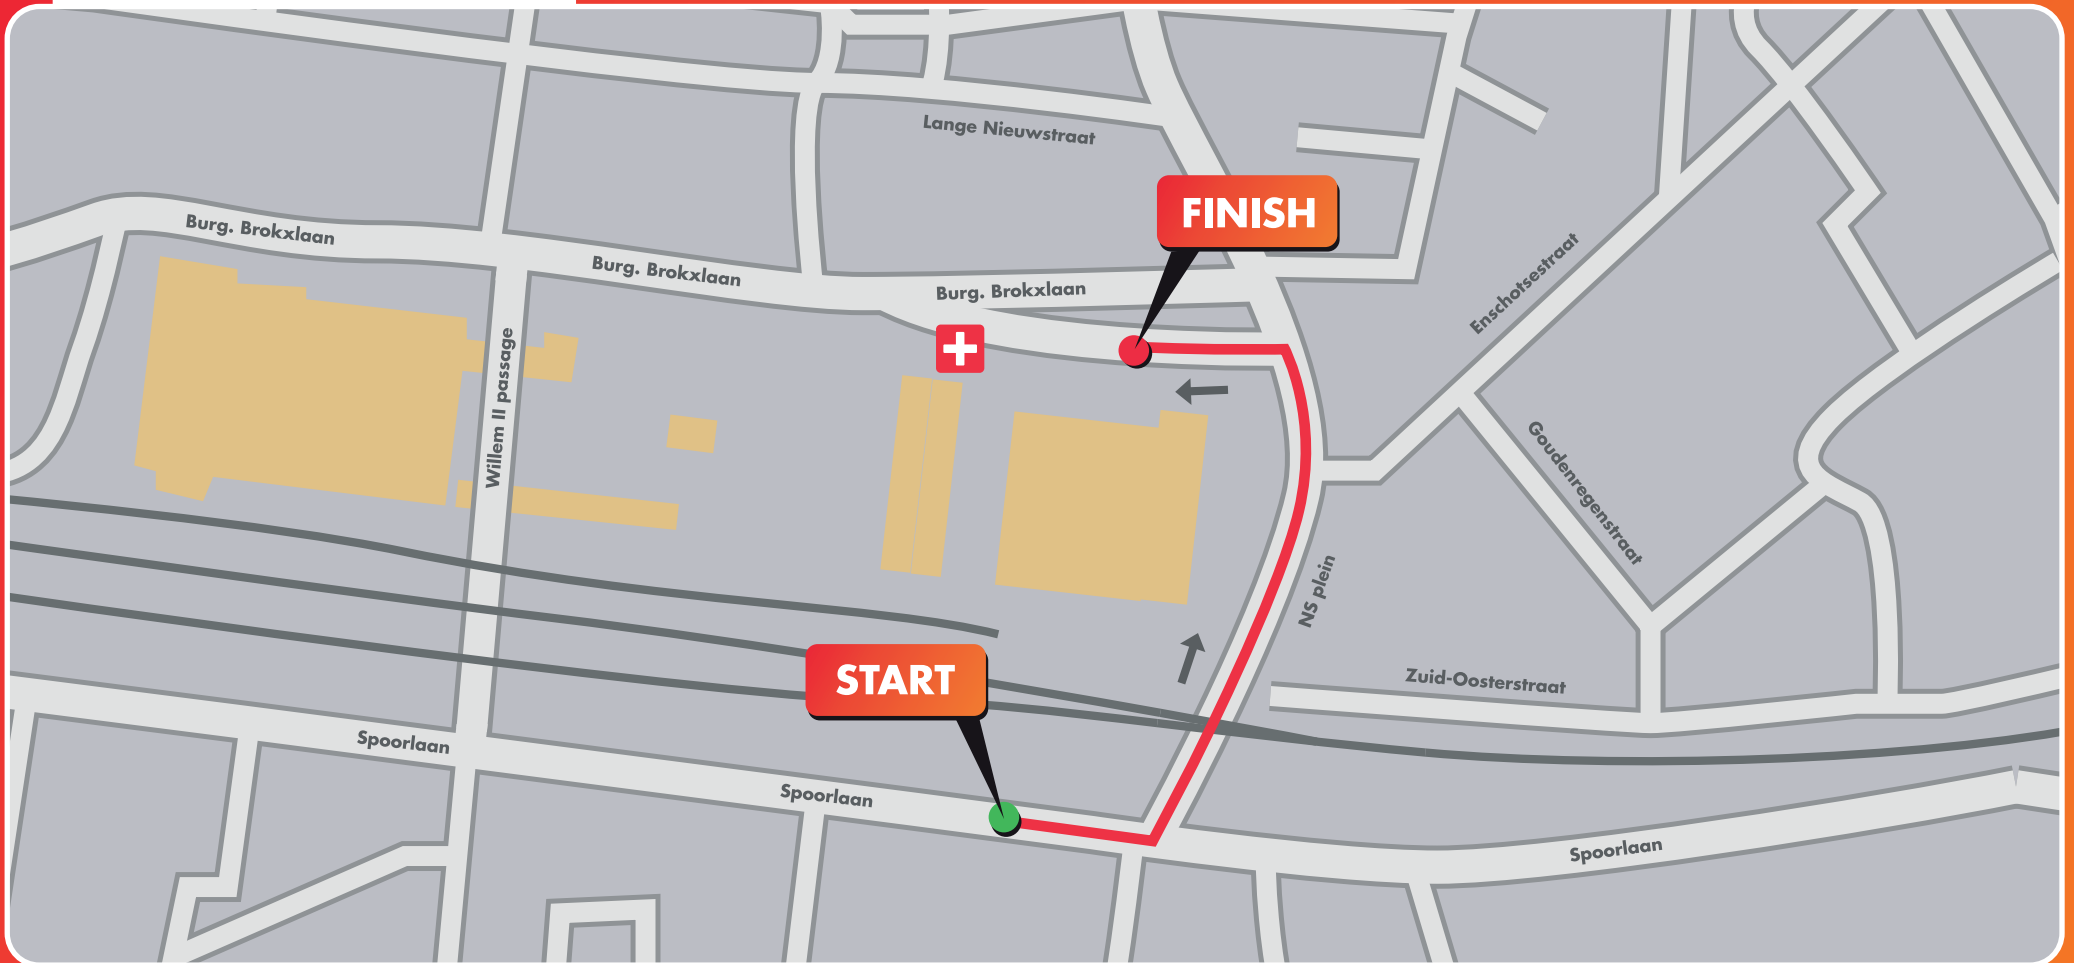 Lange Nieuwstraat
FINISH
Burg. Brokxlaan
Burg. Brokxlaan
Burg. Brokxlaan
Enschotsestraat
Willem II passage
Goudenregenstraat
NS plein
START
Zuid-Oosterstraat
Spoorlaan
Spoorlaan
Spoorlaan